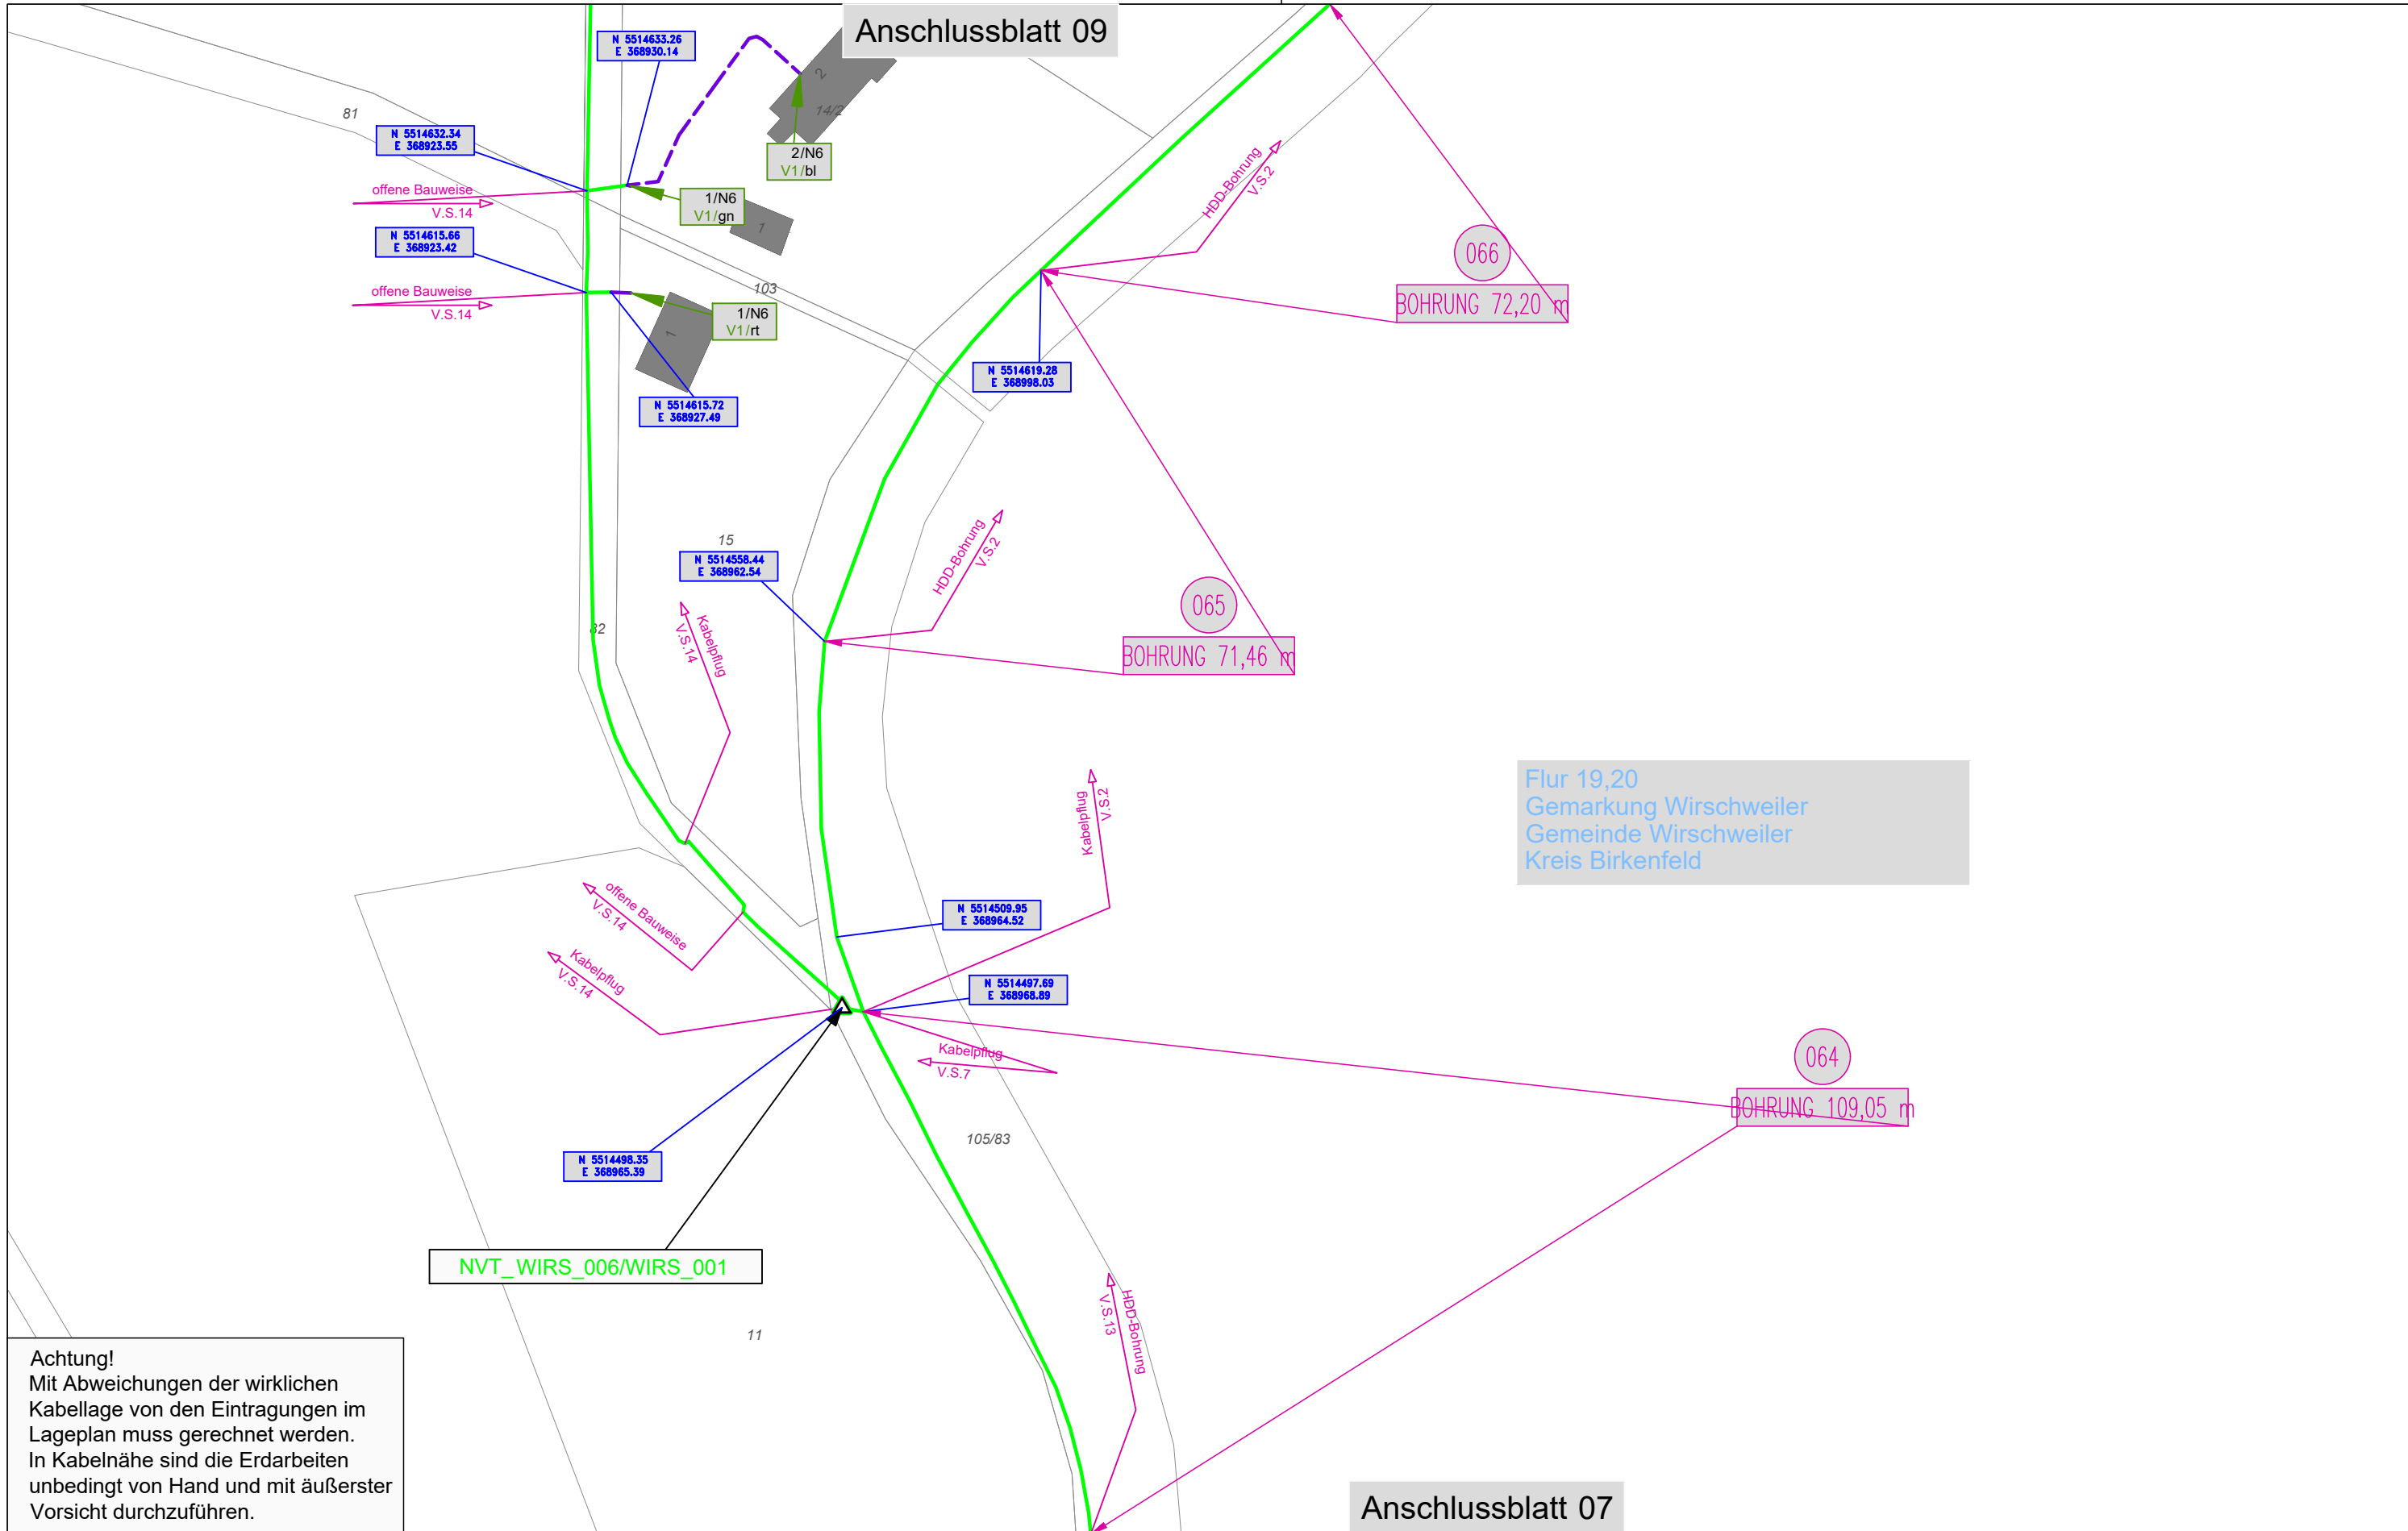 Anschlussblatt 09
N 5514633.26
E 368930.14
2
14/2
81
N 5514632.34
E 368923.55
2/N6
V1/bl
HDD-Bohrung
V.S.2
offene Bauweise
V.S.14
1/N6
V1/gn
1
N 5514615.66
E 368923.42
066
BOHRUNG 72,20 m
offene Bauweise
V.S.14
103
1/N6
V1/rt
1
N 5514619.28
E 368998.03
N 5514615.72
E 368927.49
15
HDD-Bohrung
V.S.2
N 5514558.44
E 368962.54
065
BOHRUNG 71,46 m
82
Kabelpflug
V.S.14
Kabelpflug
V.S.2
Flur 19,20
Gemarkung Wirschweiler
Gemeinde Wirschweiler
Kreis Birkenfeld
offene Bauweise
V.S.14
N 5514509.95
E 368964.52
Kabelpflug
V.S.14
N 5514497.69
E 368968.89
Kabelpflug
V.S.7
064
BOHRUNG 109,05 m
105/83
N 5514498.35
E 368965.39
NVT_WIRS_006/WIRS_001
HDD-Bohrung
V.S.13
11
Achtung!
Mit Abweichungen der wirklichen
Kabellage von den Eintragungen im
Lageplan muss gerechnet werden.
In Kabelnähe sind die Erdarbeiten
unbedingt von Hand und mit äußerster
Vorsicht durchzuführen.
Anschlussblatt 07